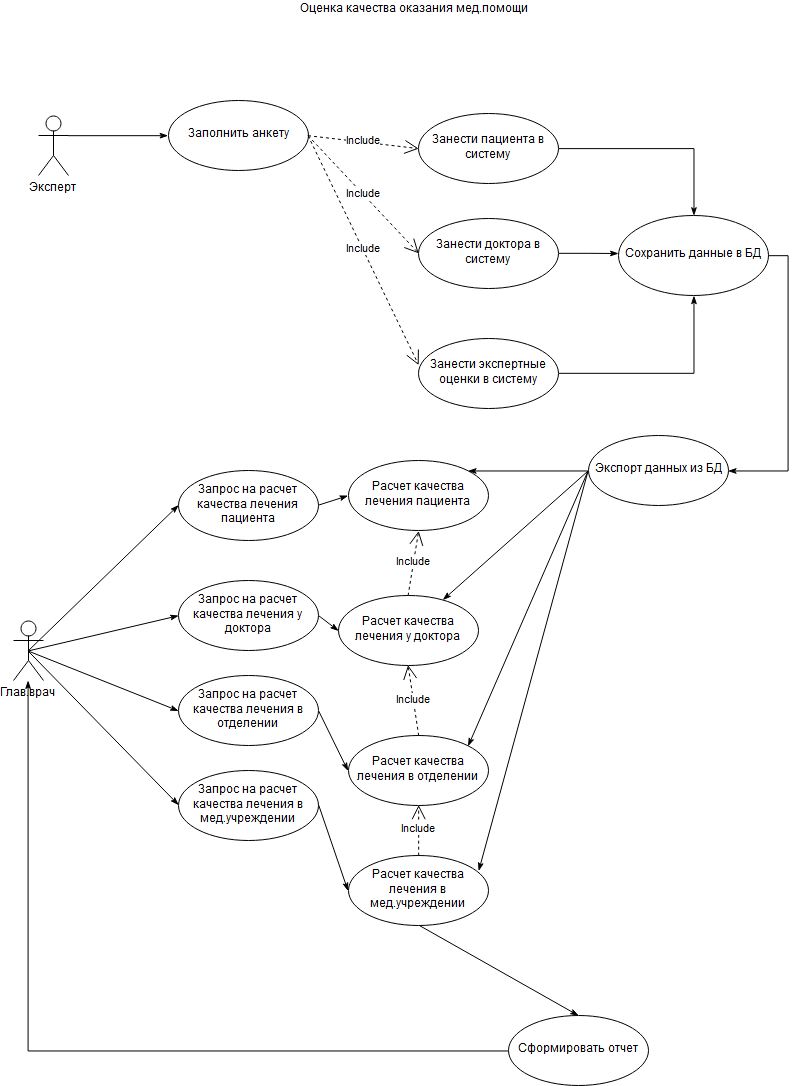 Оценка качества оказания мед.помощи
Эксперт
Заполнить анкету
Include
Include
Include
Занести пациента в
систему
Занести доктора в
систему
Занести экспертные
оценки в систему
Сохранить данные в БД
Экспорт данных из БД
Глав.врач
Запрос на расчет
качества лечения
пациента
Запрос на расчет
качества лечения у
доктора
Запрос на расчет
качества лечения в
отделении
Запрос на расчет
качества лечения в
мед.учреждении
Расчет качества
лечения пациента
Include
Расчет качества
лечения у доктора
Include
Расчет качества
лечения в отделении
Include
Расчет качества
лечения в
мед.учреждении
Сформировать отчет